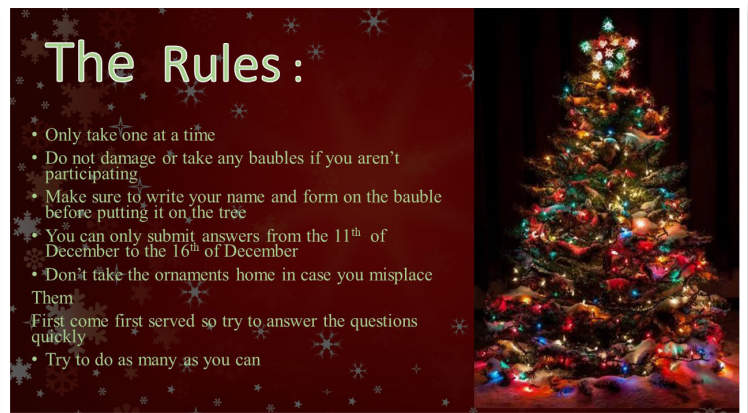 The Rules :
• Only take one at a time
• Do not damage or take any baubles if you aren't
participating
• Make sure to write your name and form on the bauble
before putting it on the tree
• You can only submit answers from the 11th of
December to the 16th of December
• Don't take the ornaments home in case you misplace
Them
First come first served so try to answer the questions
quickly
• Try to do as many as you can